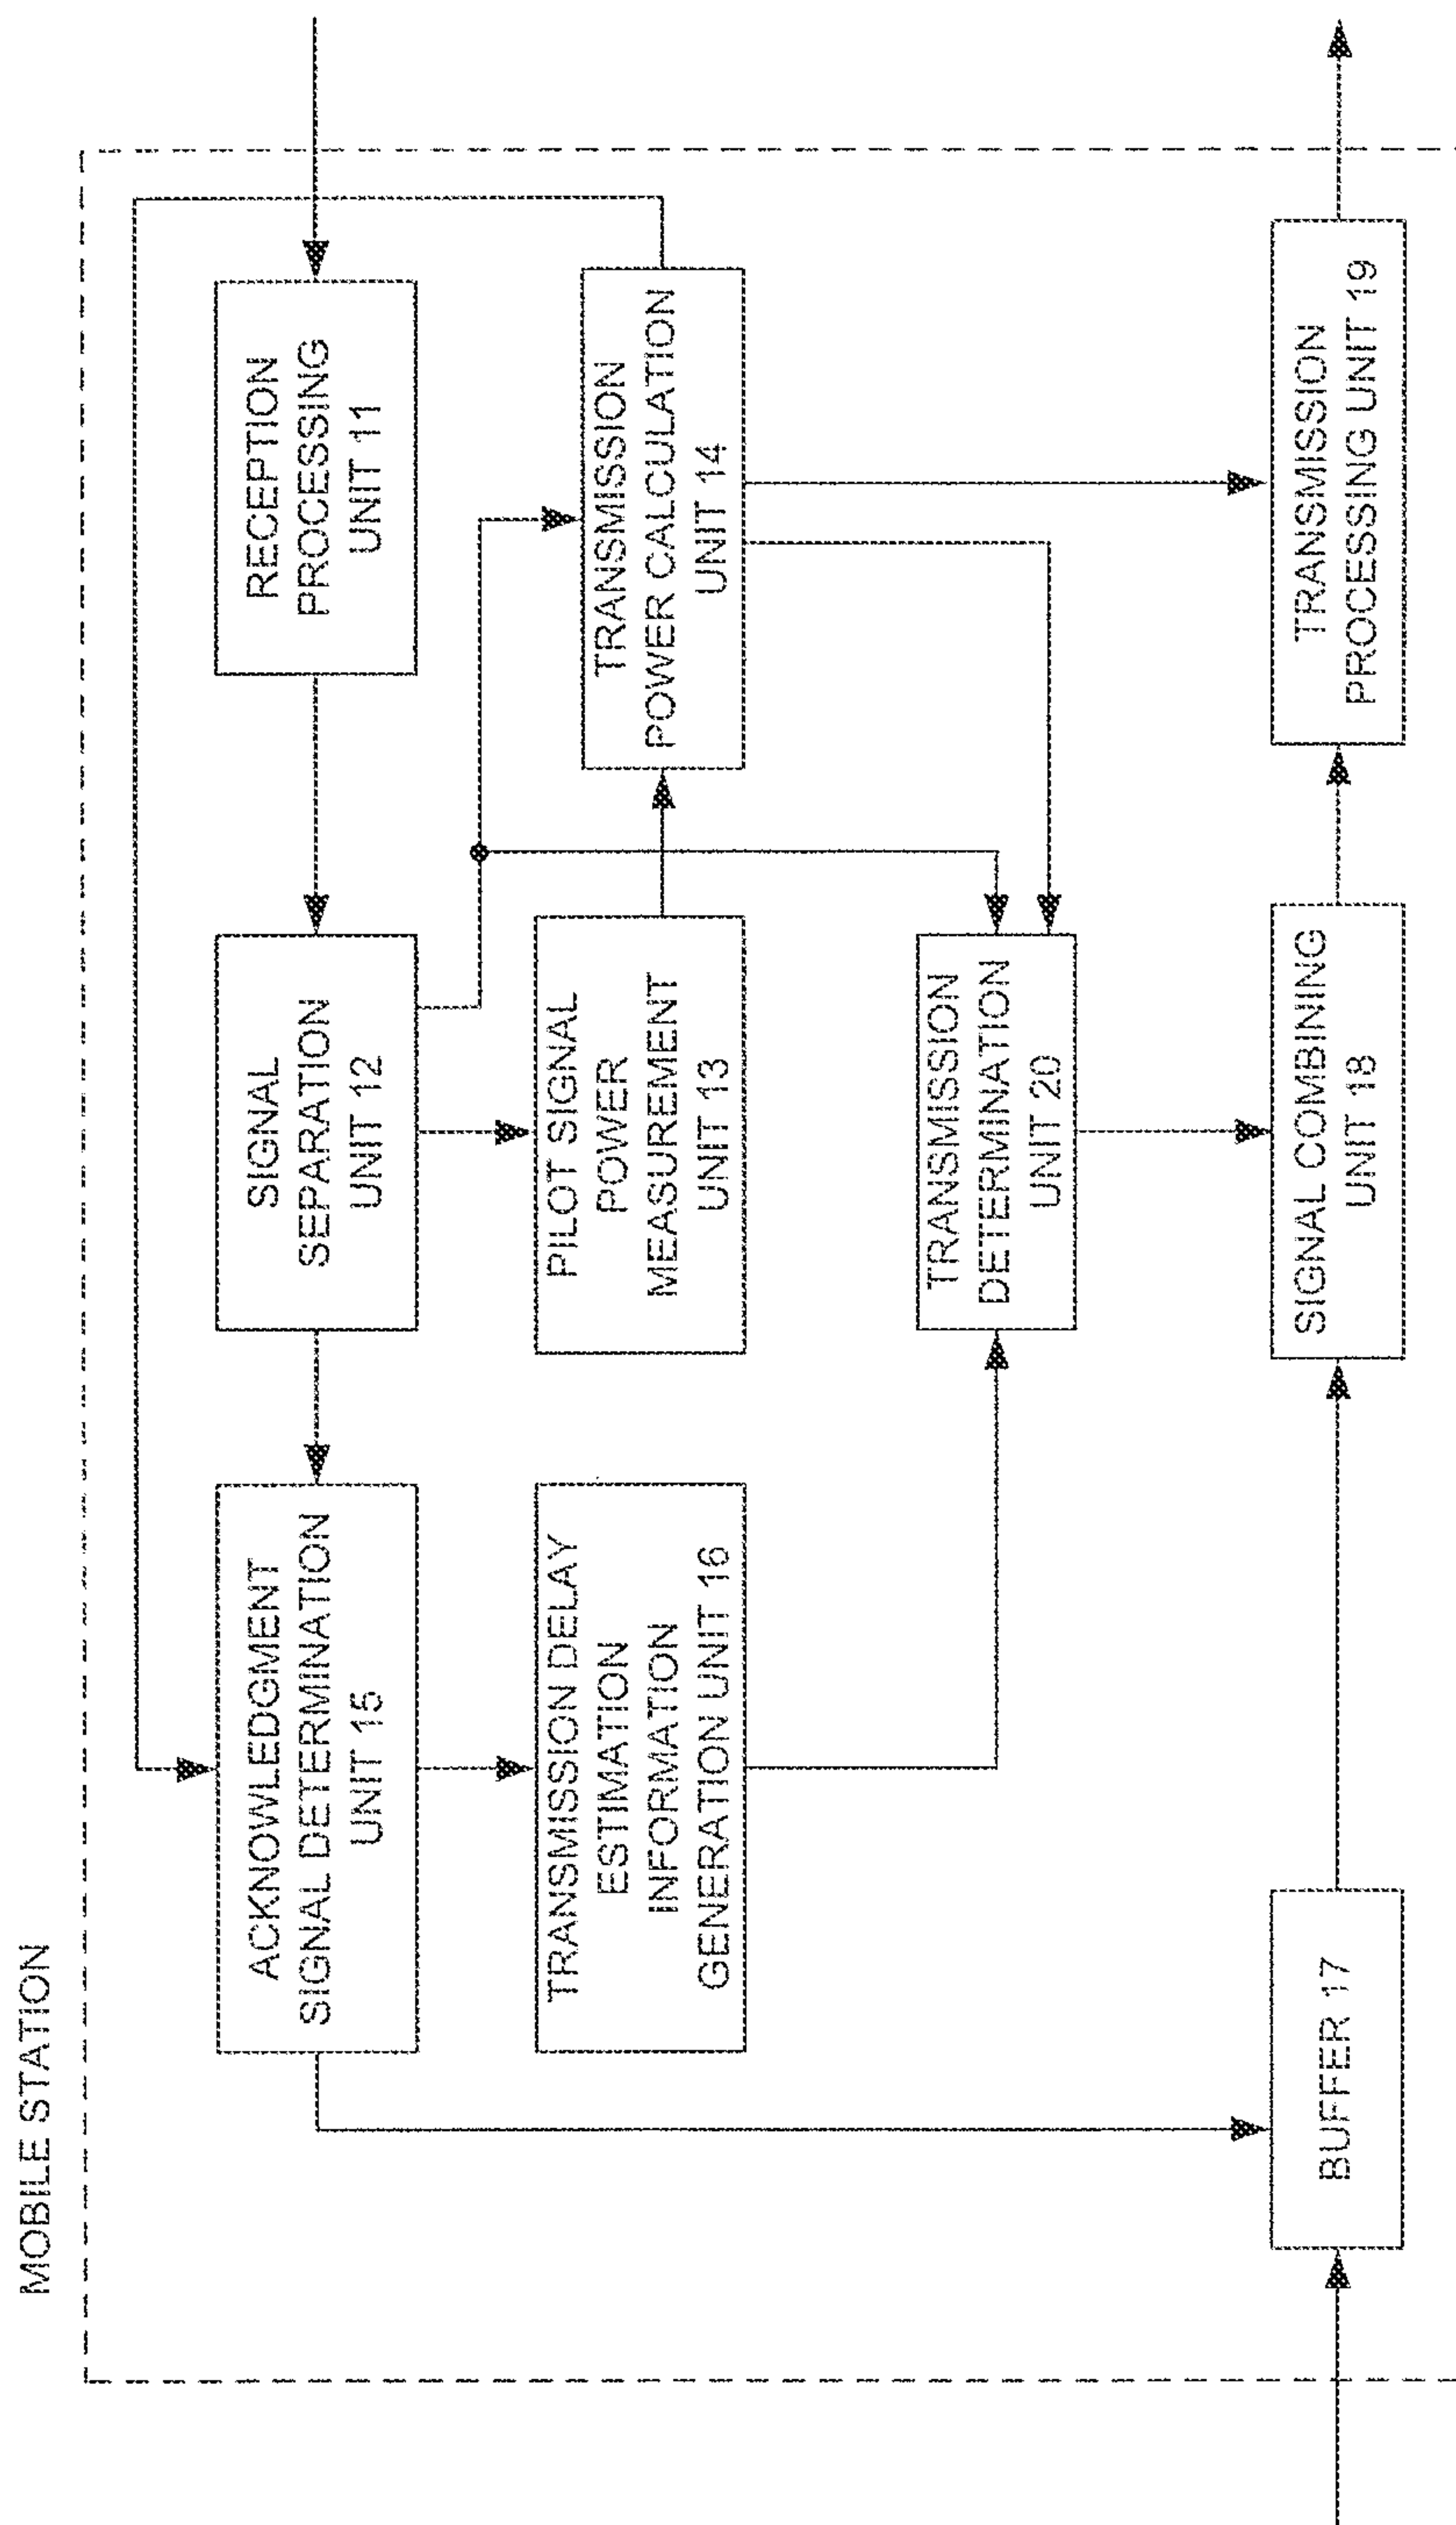 MOBILE STATION
ACKNOWLEDGMENT
SIGNAL DETERMINATION
UNIT 15
SIGNAL
SEPARATION
UNIT 12
RECEPTION
PROCESSING
UNIT 11
TRANSMISSION DELAY
ESTIMATION
INFORMATION
GENERATION UNIT 16
PILOT SIGNAL
POWER
MEASUREMENT
UNIT 13
TRANSMISSION
POWER CALCULATION
UNIT 14
TRANSMISSION
DETERMINATION
UNIT 20
BUFFER 17
SIGNAL COMBINING
UNIT 18
TRANSMISSION
PROCESSING UNIT 19